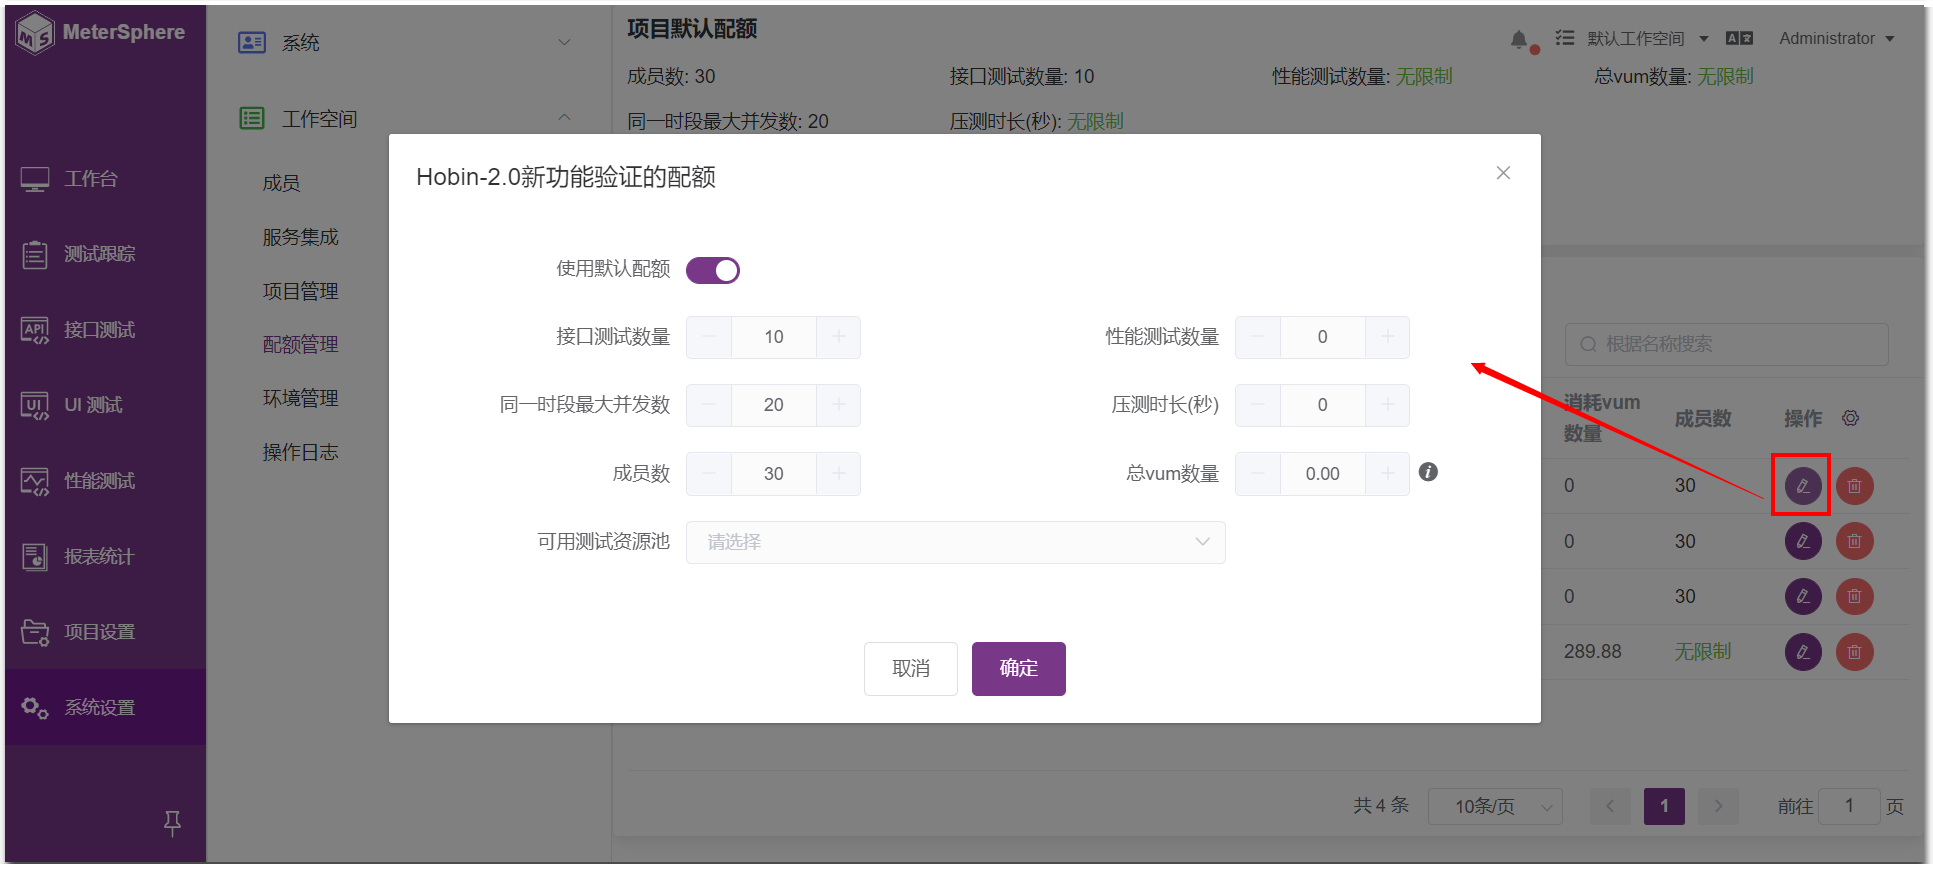 MeterSphere
工作台
测试跟踪
API 接口测试
UI UI 测试
性能测试
报表统计
项目设置
系统设置
系统
工作空间
成员
服务集成
项目管理
配额管理
环境管理
操作日志
项目默认配额
默认工作空间
Administrator
成员数: 30
接口测试数量: 10
性能测试数量: 无限制
总vum数量: 无限制
同一时段最大并发数: 20
压测时长(秒): 无限制
Hobin-2.0新功能验证的配额
使用默认配额
接口测试数量 10
性能测试数量 0
同一时段最大并发数 20
压测时长(秒) 0
成员数 30
总vum数量 0.00
可用测试资源池 请选择
取消 确定
根据名称搜索
消耗vum
数量
成员数
操作
0 30
0 30
0 30
289.88 无限制
共 4 条 10条/页 1 前往 1 页